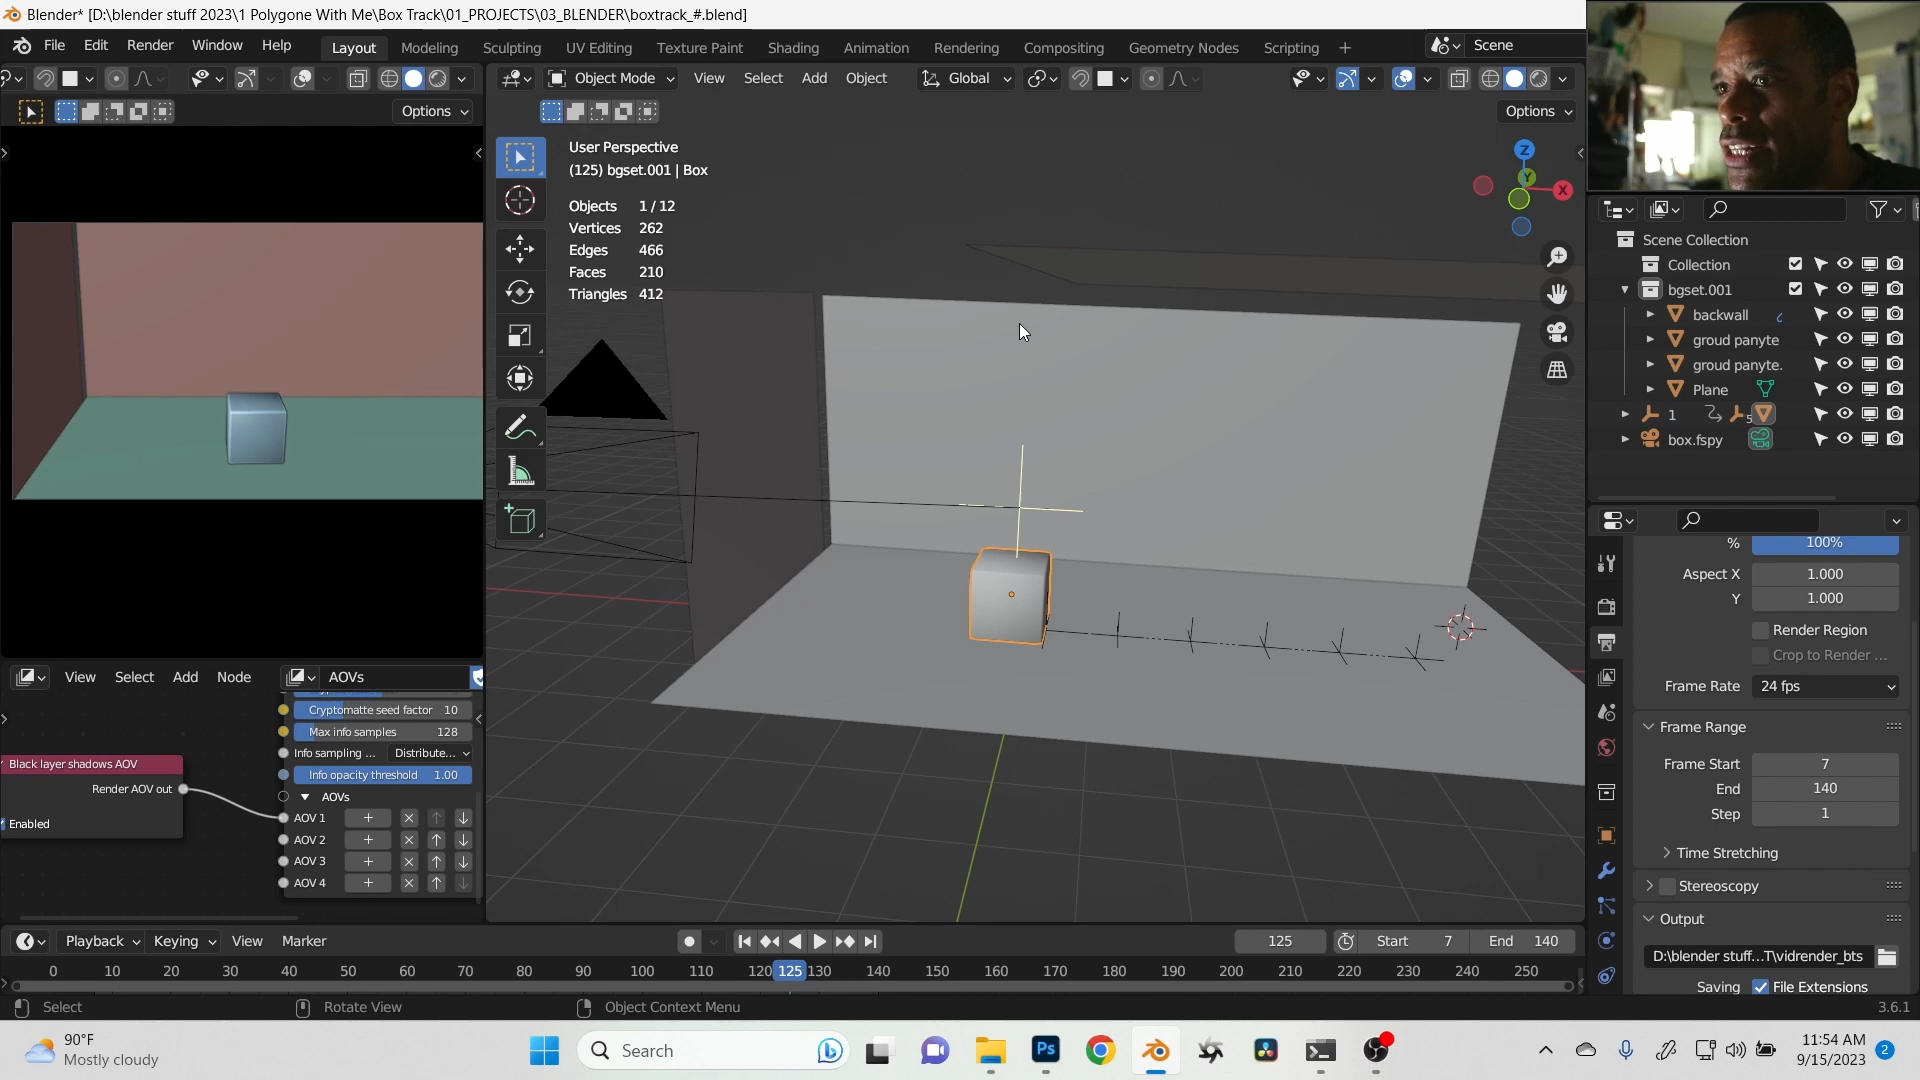 Blender* [D:\blender stuff 2023\1 Polygone With Me\Box Track\01_PROJECTS\03_BLENDER\boxtrack_#.blend]
File Edit Render Window Help Layout Modeling Sculpting UV Editing Texture Paint Shading Animation Rendering Compositing Geometry Nodes Scripting + Scene
Object Mode View Select Add Object Global
Options
Options
User Perspective
(125) bgset.001 | Box
Objects 1 / 12
Vertices 262
Edges 466
Faces 210
Triangles 412
Z
Y
X
Scene Collection
Collection
bgset.001
backwall
groud panyte
groud panyte.
Plane
1 5
box.fspy
% 100%
Aspect X 1.000
Y 1.000
Render Region
Crop to Render ...
Frame Rate 24 fps
Frame Range
Frame Start 7
End 140
Step 1
Time Stretching
Stereoscopy
Output
D:\blender stuff...T\vidrender_bts
Saving File Extensions
View Select Add Node AOVs
Cryptomatte seed factor 10
Max info samples 128
Info sampling ... Distribute...
Info opacity threshold 1.00
AOVs
AOV 1
AOV 2
AOV 3
AOV 4
Black layer shadows AOV
Render AOV out
Enabled
Playback Keying View Marker 125 Start 7 End 140
0 10 20 30 40 50 60 70 80 90 100 110 120 125 130 140 150 160 170 180 190 200 210 220 230 240 250
Select Rotate View Object Context Menu 3.6.1
90°F
Mostly cloudy
Search
Ps
11:54 AM
9/15/2023
2